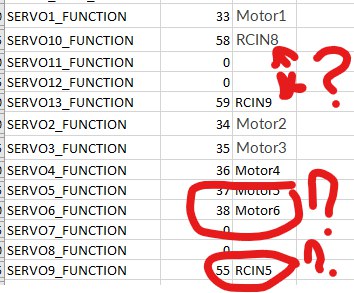 SERVO1_FUNCTION 33 Motor1
SERVO10_FUNCTION 58 RCIN8
SERVO11_FUNCTION 0
SERVO12_FUNCTION 0
SERVO13_FUNCTION 59 RCIN9
SERVO2_FUNCTION 34 Motor2
SERVO3_FUNCTION 35 Motor3
SERVO4_FUNCTION 36 Motor4
SERVO5_FUNCTION 37 Motor5
SERVO6_FUNCTION 38 Motor6
SERVO7_FUNCTION 0
SERVO8_FUNCTION 0
SERVO9_FUNCTION 55 RCIN5
?
?
?